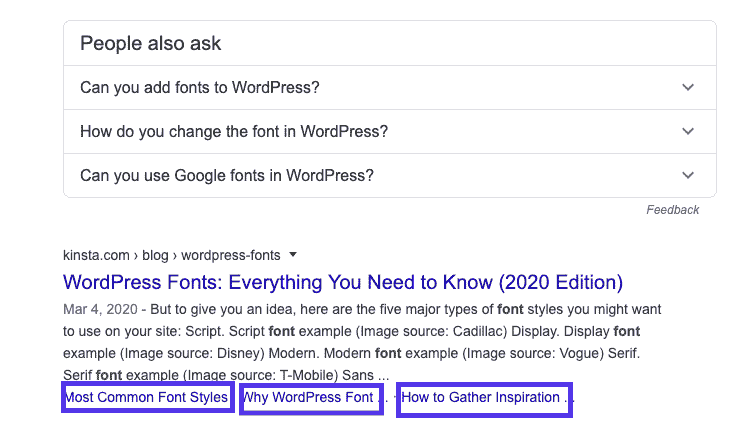 People also ask
Can you add fonts to WordPress?
How do you change the font in WordPress?
Can you use Google fonts in WordPress?
Feedback
kinsta.com › blog › wordpress-fonts
WordPress Fonts: Everything You Need to Know (2020 Edition)
Mar 4, 2020 - But to give you an idea, here are the five major types of font styles you might want
to use on your site: Script. Script font example (Image source: Cadillac) Display. Display font
example (Image source: Disney) Modern. Modern font example (Image source: Vogue) Serif.
Serif font example (Image source: T-Mobile) Sans ...
Most Common Font Styles · Why WordPress Font ... · How to Gather Inspiration ...